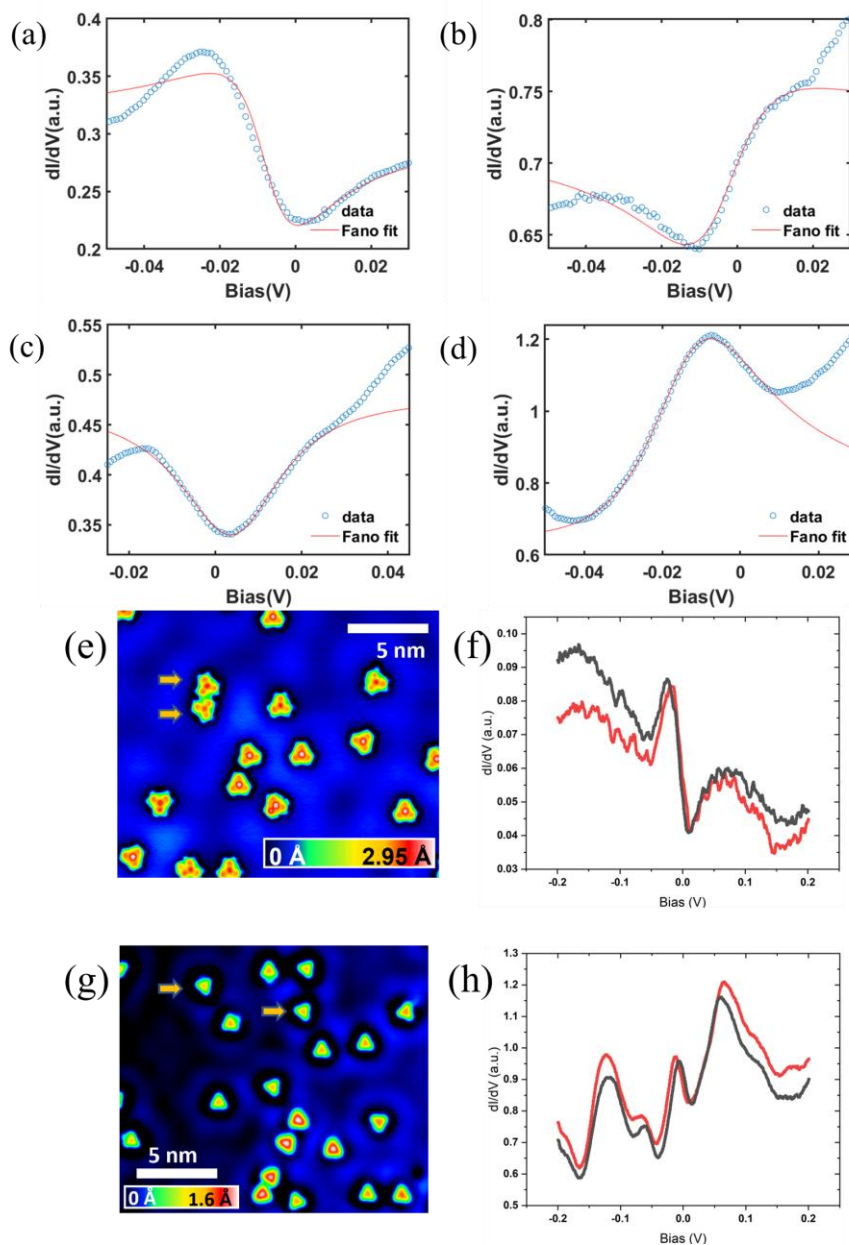 (a)
0.4
0.35
0.3
0.25
0.2
dI/dV(a.u.)
data
Fano fit
-0.04 -0.02 0 0.02
Bias(V)
(b)
0.8
0.75
0.7
0.65
dI/dV(a.u.)
data
Fano fit
-0.04 -0.02 0 0.02
Bias(V)
(c)
0.55
0.5
0.45
0.4
0.35
dI/dV(a.u.)
data
Fano fit
-0.02 0 0.02 0.04
Bias(V)
(d)
1.2
1
0.8
0.6
dI/dV(a.u.)
data
Fano fit
-0.04 -0.02 0 0.02
Bias(V)
(e)
5 nm
0 Å 2.95 Å
(f)
0.10
0.09
0.08
0.07
0.06
0.05
0.04
0.03
dI/dV (a.u.)
-0.2 -0.1 0.0 0.1 0.2
Bias (V)
(g)
5 nm
0 Å 1.6 Å
(h)
1.3
1.2
1.1
1.0
0.9
0.8
0.7
0.6
0.5
dI/dV (a.u.)
-0.2 -0.1 0.0 0.1 0.2
Bias (V)